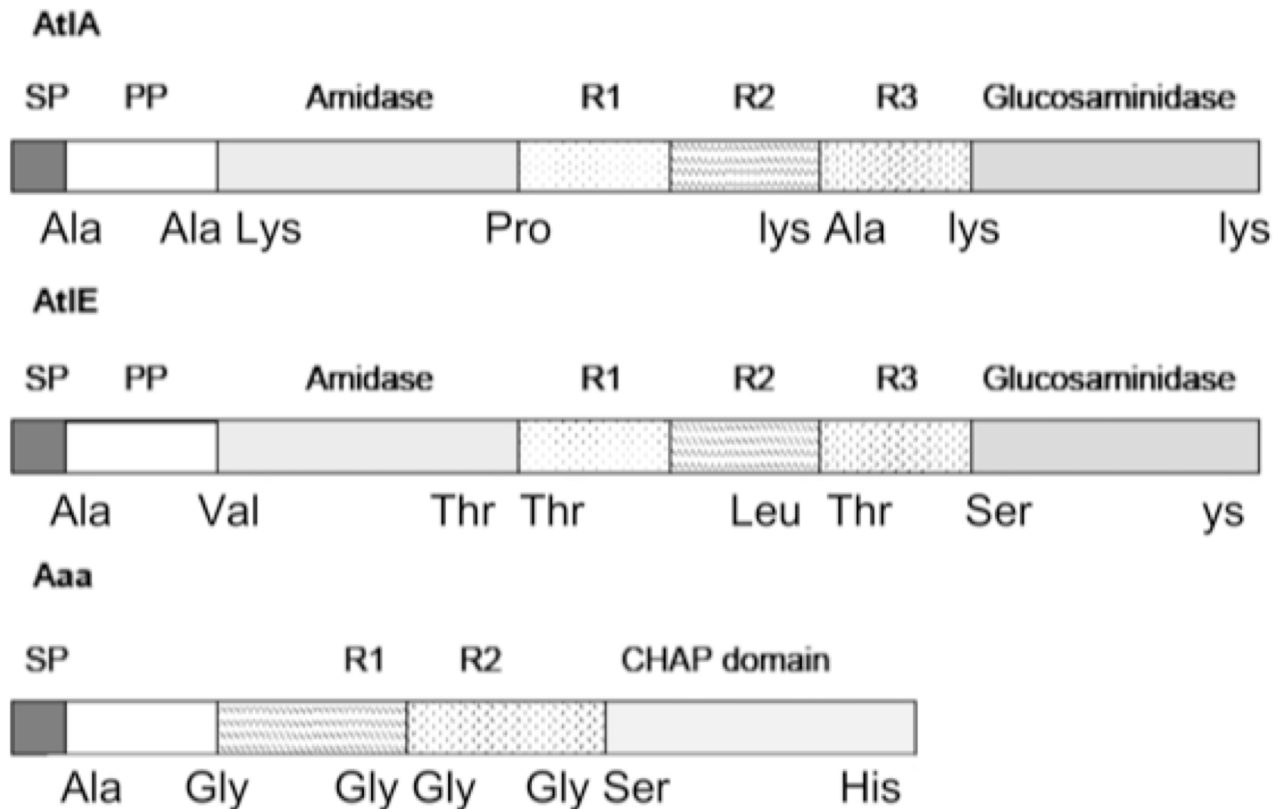 AtlA
SP PP Amidase R1 R2 R3 Glucosaminidase
Ala Ala Lys Pro lys Ala lys lys
AtlE
SP PP Amidase R1 R2 R3 Glucosaminidase
Ala Val Thr Thr Leu Thr Ser ys
Aaa
SP R1 R2 CHAP domain
Ala Gly Gly Gly Gly Ser His